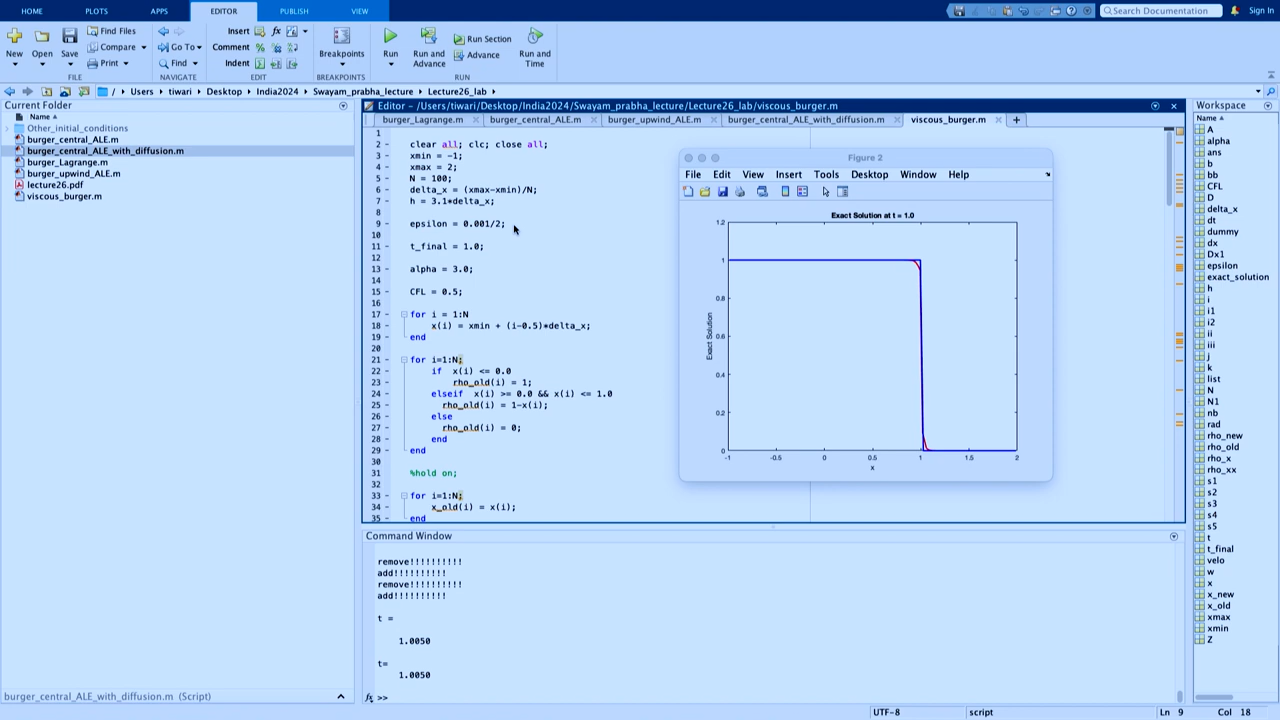 HOME PLOTS APPS EDITOR PUBLISH VIEW
Search Documentation Sign In
New Open Save
Find Files
Compare
Print
Go To
Find
Insert fx
Comment
Indent
Breakpoints
Run
Run and Advance
Run Section
Advance
Run and Time
FILE NAVIGATE EDIT BREAKPOINTS RUN
/ Users tiwari Desktop India2024 Swayam_prabha_lecture Lecture26_lab
Current Folder
Name
Other_initial_conditions
burger_central_ALE.m
burger_central_ALE_with_diffusion.m
burger_Lagrange.m
burger_upwind_ALE.m
lecture26.pdf
viscous_burger.m
burger_central_ALE_with_diffusion.m (Script)
Editor - /Users/tiwari/Desktop/India2024/Swayam_prabha_lecture/Lecture26_lab/viscous_burger.m
burger_Lagrange.m burger_central_ALE.m burger_upwind_ALE.m burger_central_ALE_with_diffusion.m viscous_burger.m
1
2 clear all; clc; close all;
3 xmin = -1;
4 xmax = 2;
5 N = 100;
6 delta_x = (xmax-xmin)/N;
7 h = 3.1*delta_x;
8
9 epsilon = 0.001/2;
10
11 t_final = 1.0;
12
13 alpha = 3.0;
14
15 CFL = 0.5;
16
17 for i = 1:N
18 x(i) = xmin + (i-0.5)*delta_x;
19 end
20
21 for i=1:N;
22 if x(i) <= 0.0
23 rho_old(i) = 1;
24 elseif x(i) >= 0.0 && x(i) <= 1.0
25 rho_old(i) = 1-x(i);
26 else
27 rho_old(i) = 0;
28 end
29 end
30
31 %hold on;
32
33 for i=1:N;
34 x_old(i) = x(i);
35 end
Figure 2
File Edit View Insert Tools Desktop Window Help
Exact Solution at t = 1.0
Exact Solution
1.2
1
0.8
0.6
0.4
0.2
0
-1 -0.5 0 0.5 1 1.5 2
x
Command Window
remove!!!!!!!!!!
add!!!!!!!!!!
remove!!!!!!!!!!
add!!!!!!!!!!
t =
1.0050
t=
1.0050
fx >>
Workspace
Name
A
alpha
ans
b
bb
CFL
D
delta_x
dt
dummy
dx
Dx1
epsilon
exact_solution
h
i
i1
i2
ii
iii
j
k
list
N
N1
nb
rad
rho_new
rho_old
rho_x
rho_xx
s1
s2
s3
s4
s5
t
t_final
velo
w
x
x_new
x_old
xmax
xmin
Z
UTF-8 script Ln 9 Col 18